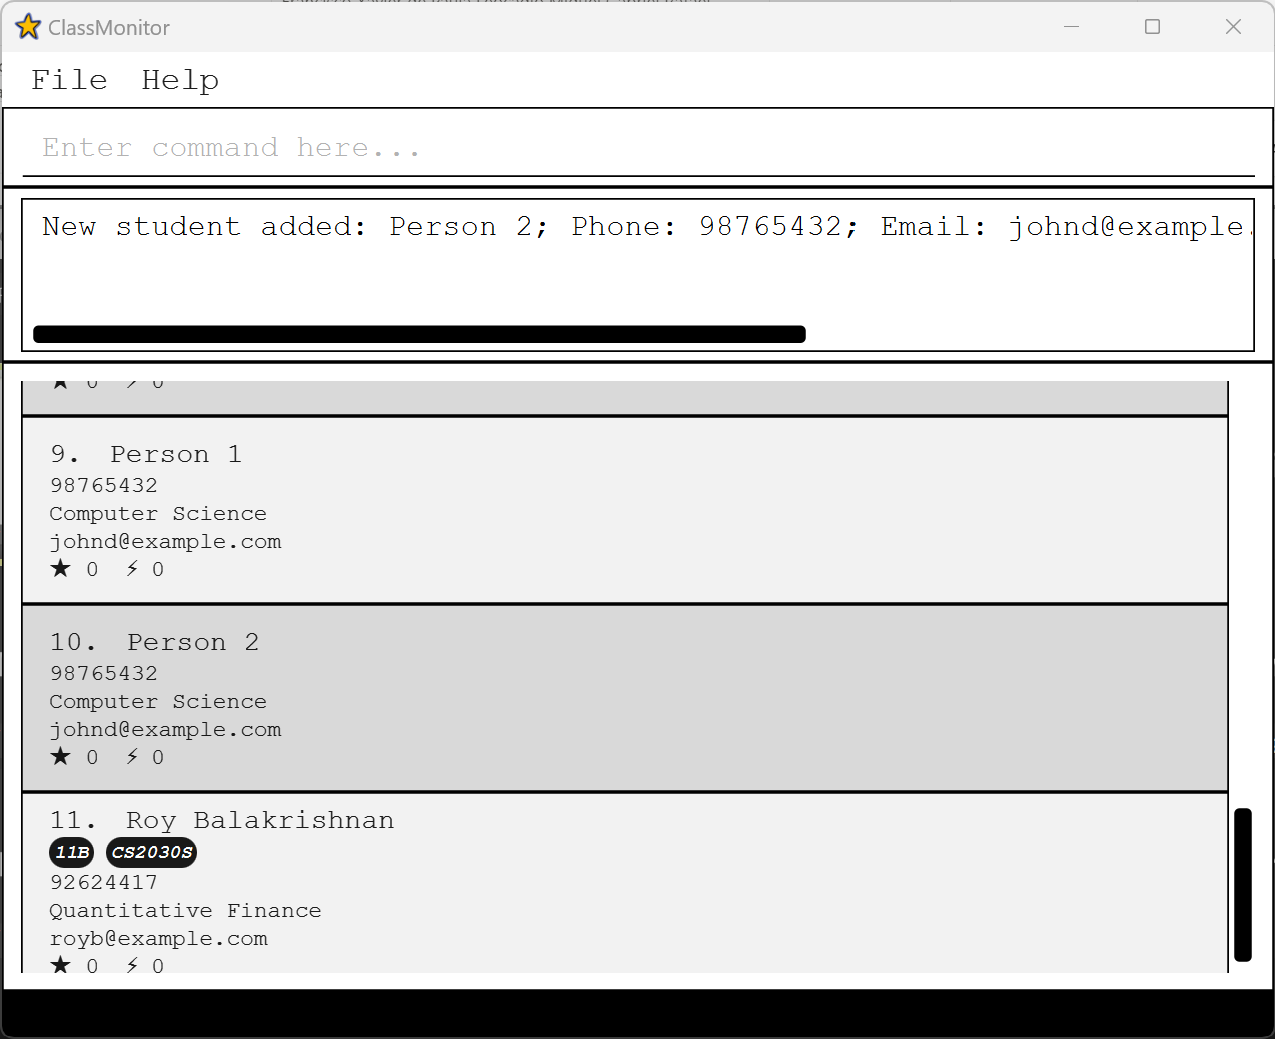 ClassMonitor
File Help
Enter command here...
New student added: Person 2; Phone: 98765432; Email: johnd@example.
★ 0 ⚡ 0
9. Person 1
98765432
Computer Science
johnd@example.com
★ 0 ⚡ 0
10. Person 2
98765432
Computer Science
johnd@example.com
★ 0 ⚡ 0
11. Roy Balakrishnan
11B CS2030S
92624417
Quantitative Finance
royb@example.com
★ 0 ⚡ 0